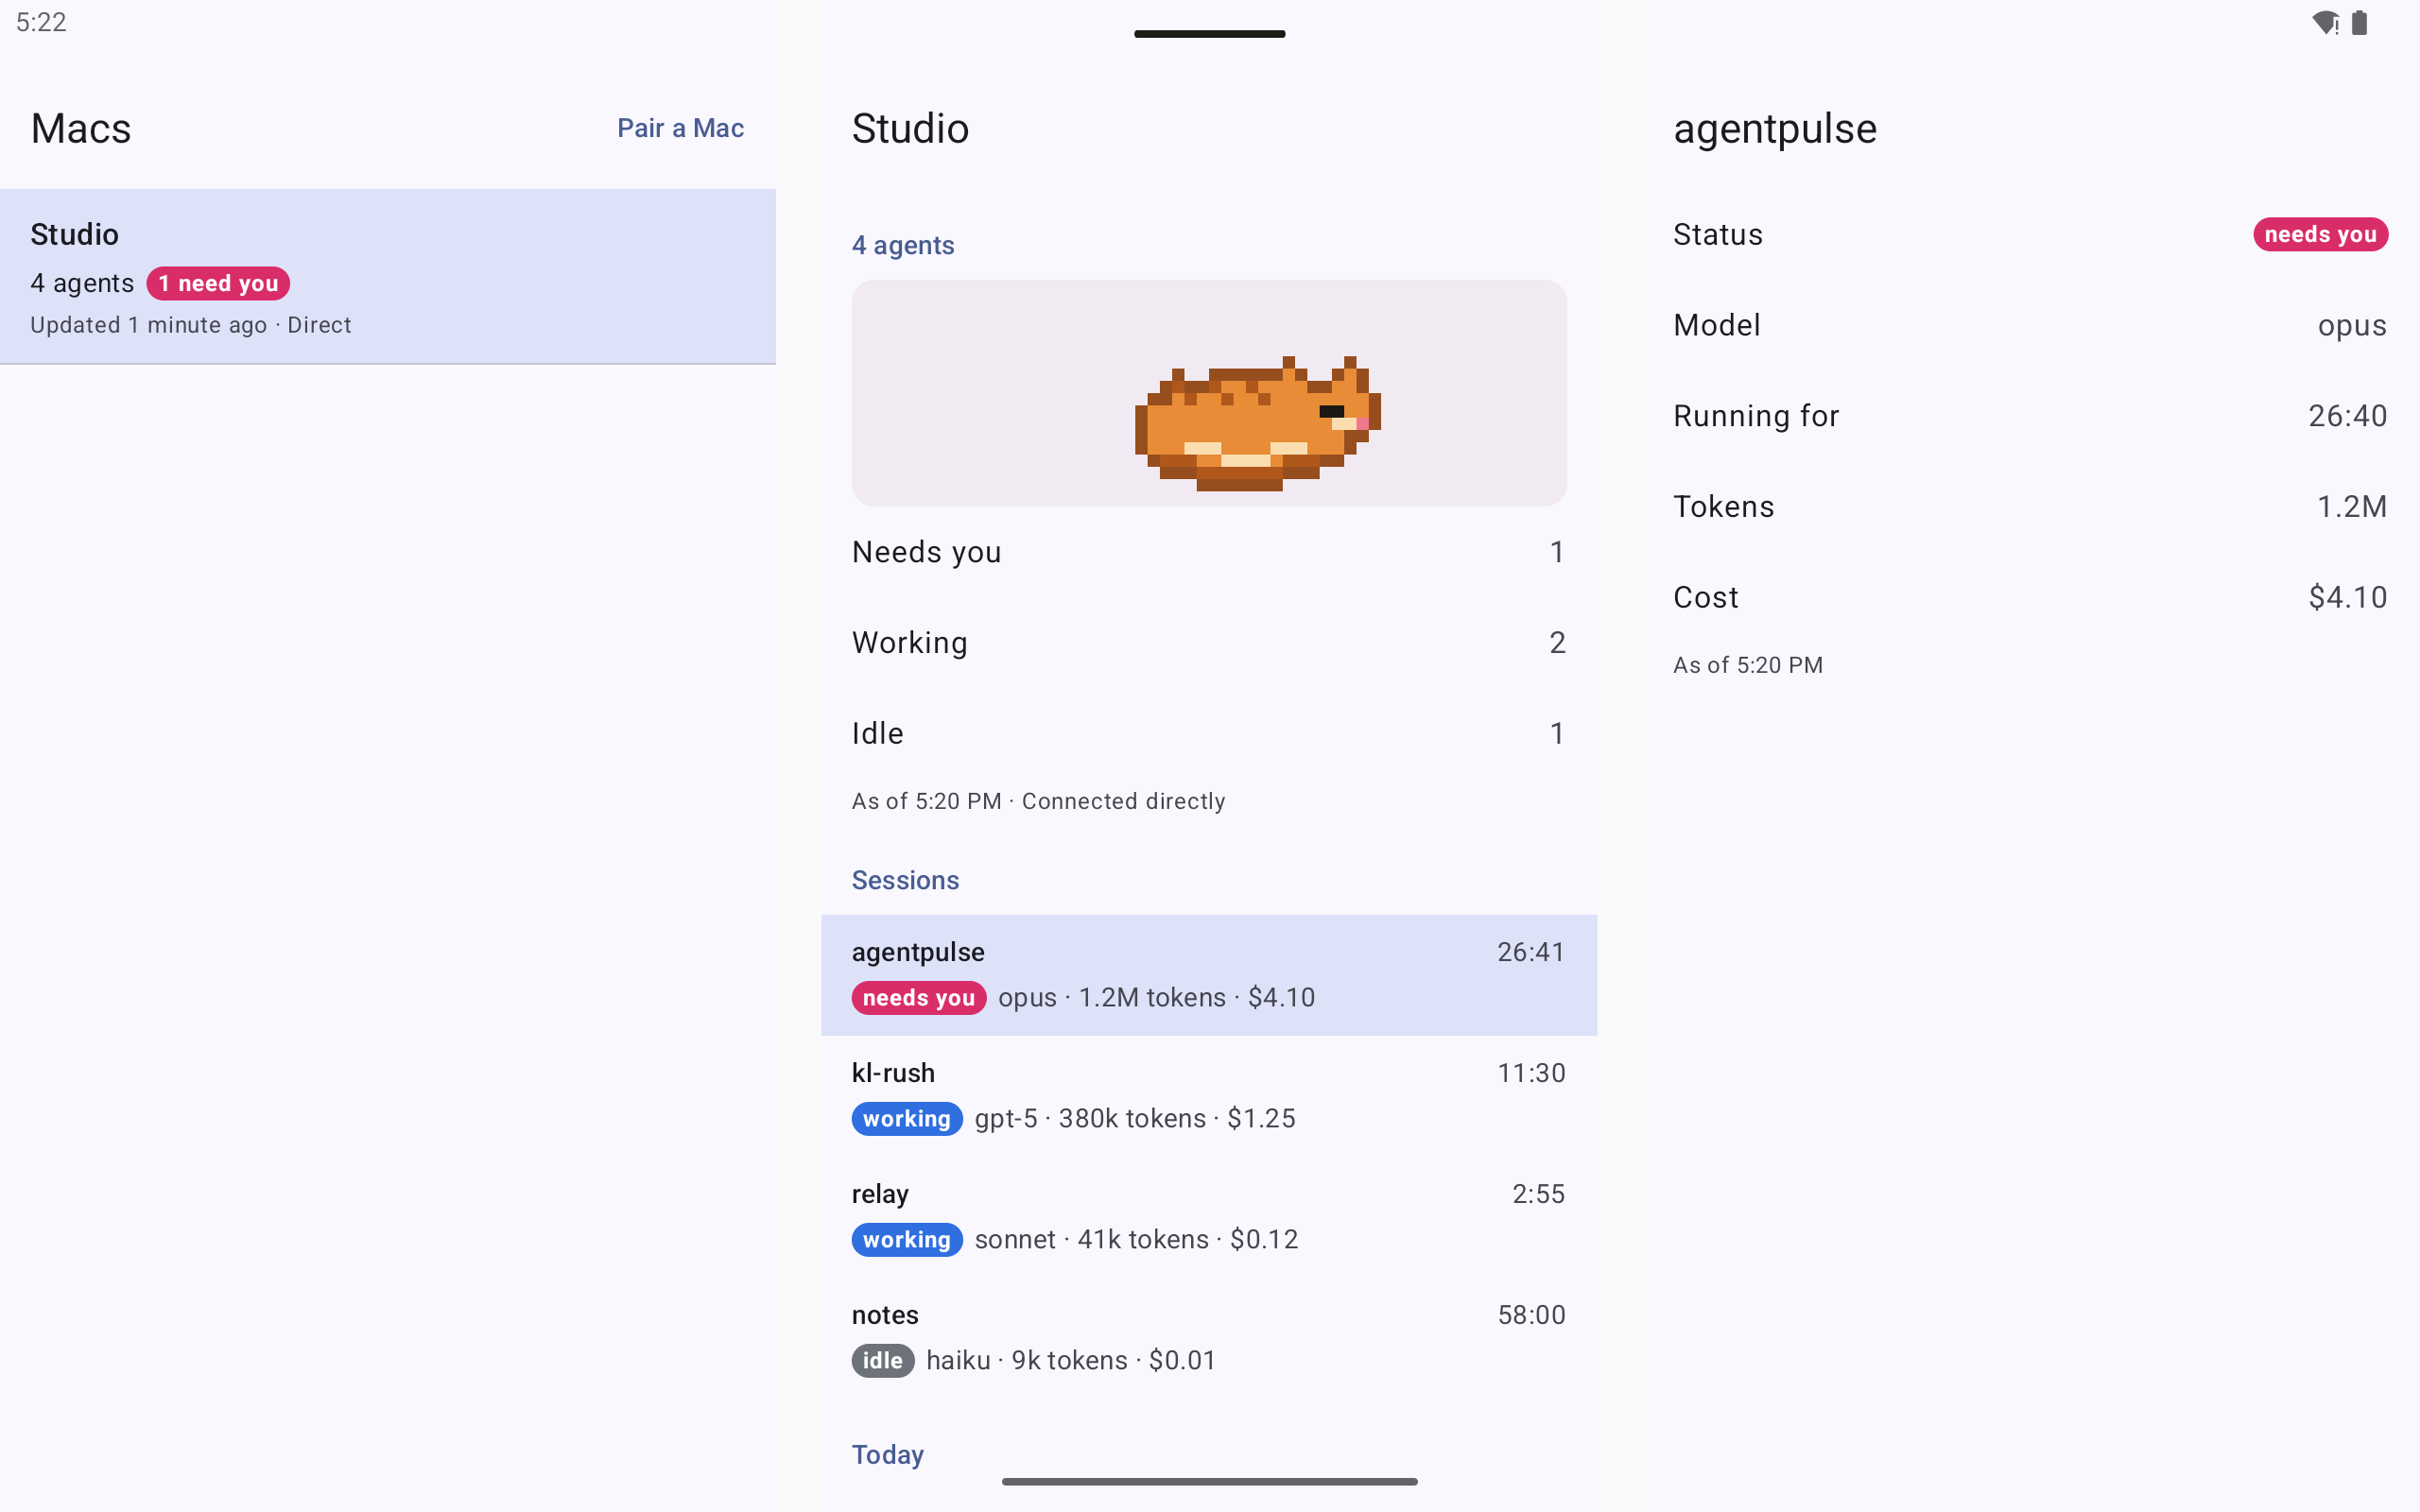 5:22
Macs
Pair a Mac
Studio
4 agents 1 need you
Updated 1 minute ago · Direct
Studio
4 agents
Needs you 1
Working 2
Idle 1
As of 5:20 PM · Connected directly
Sessions
agentpulse 26:41
needs you opus · 1.2M tokens · $4.10
kl-rush 11:30
working gpt-5 · 380k tokens · $1.25
relay 2:55
working sonnet · 41k tokens · $0.12
notes 58:00
idle haiku · 9k tokens · $0.01
Today
agentpulse
Status needs you
Model opus
Running for 26:40
Tokens 1.2M
Cost $4.10
As of 5:20 PM